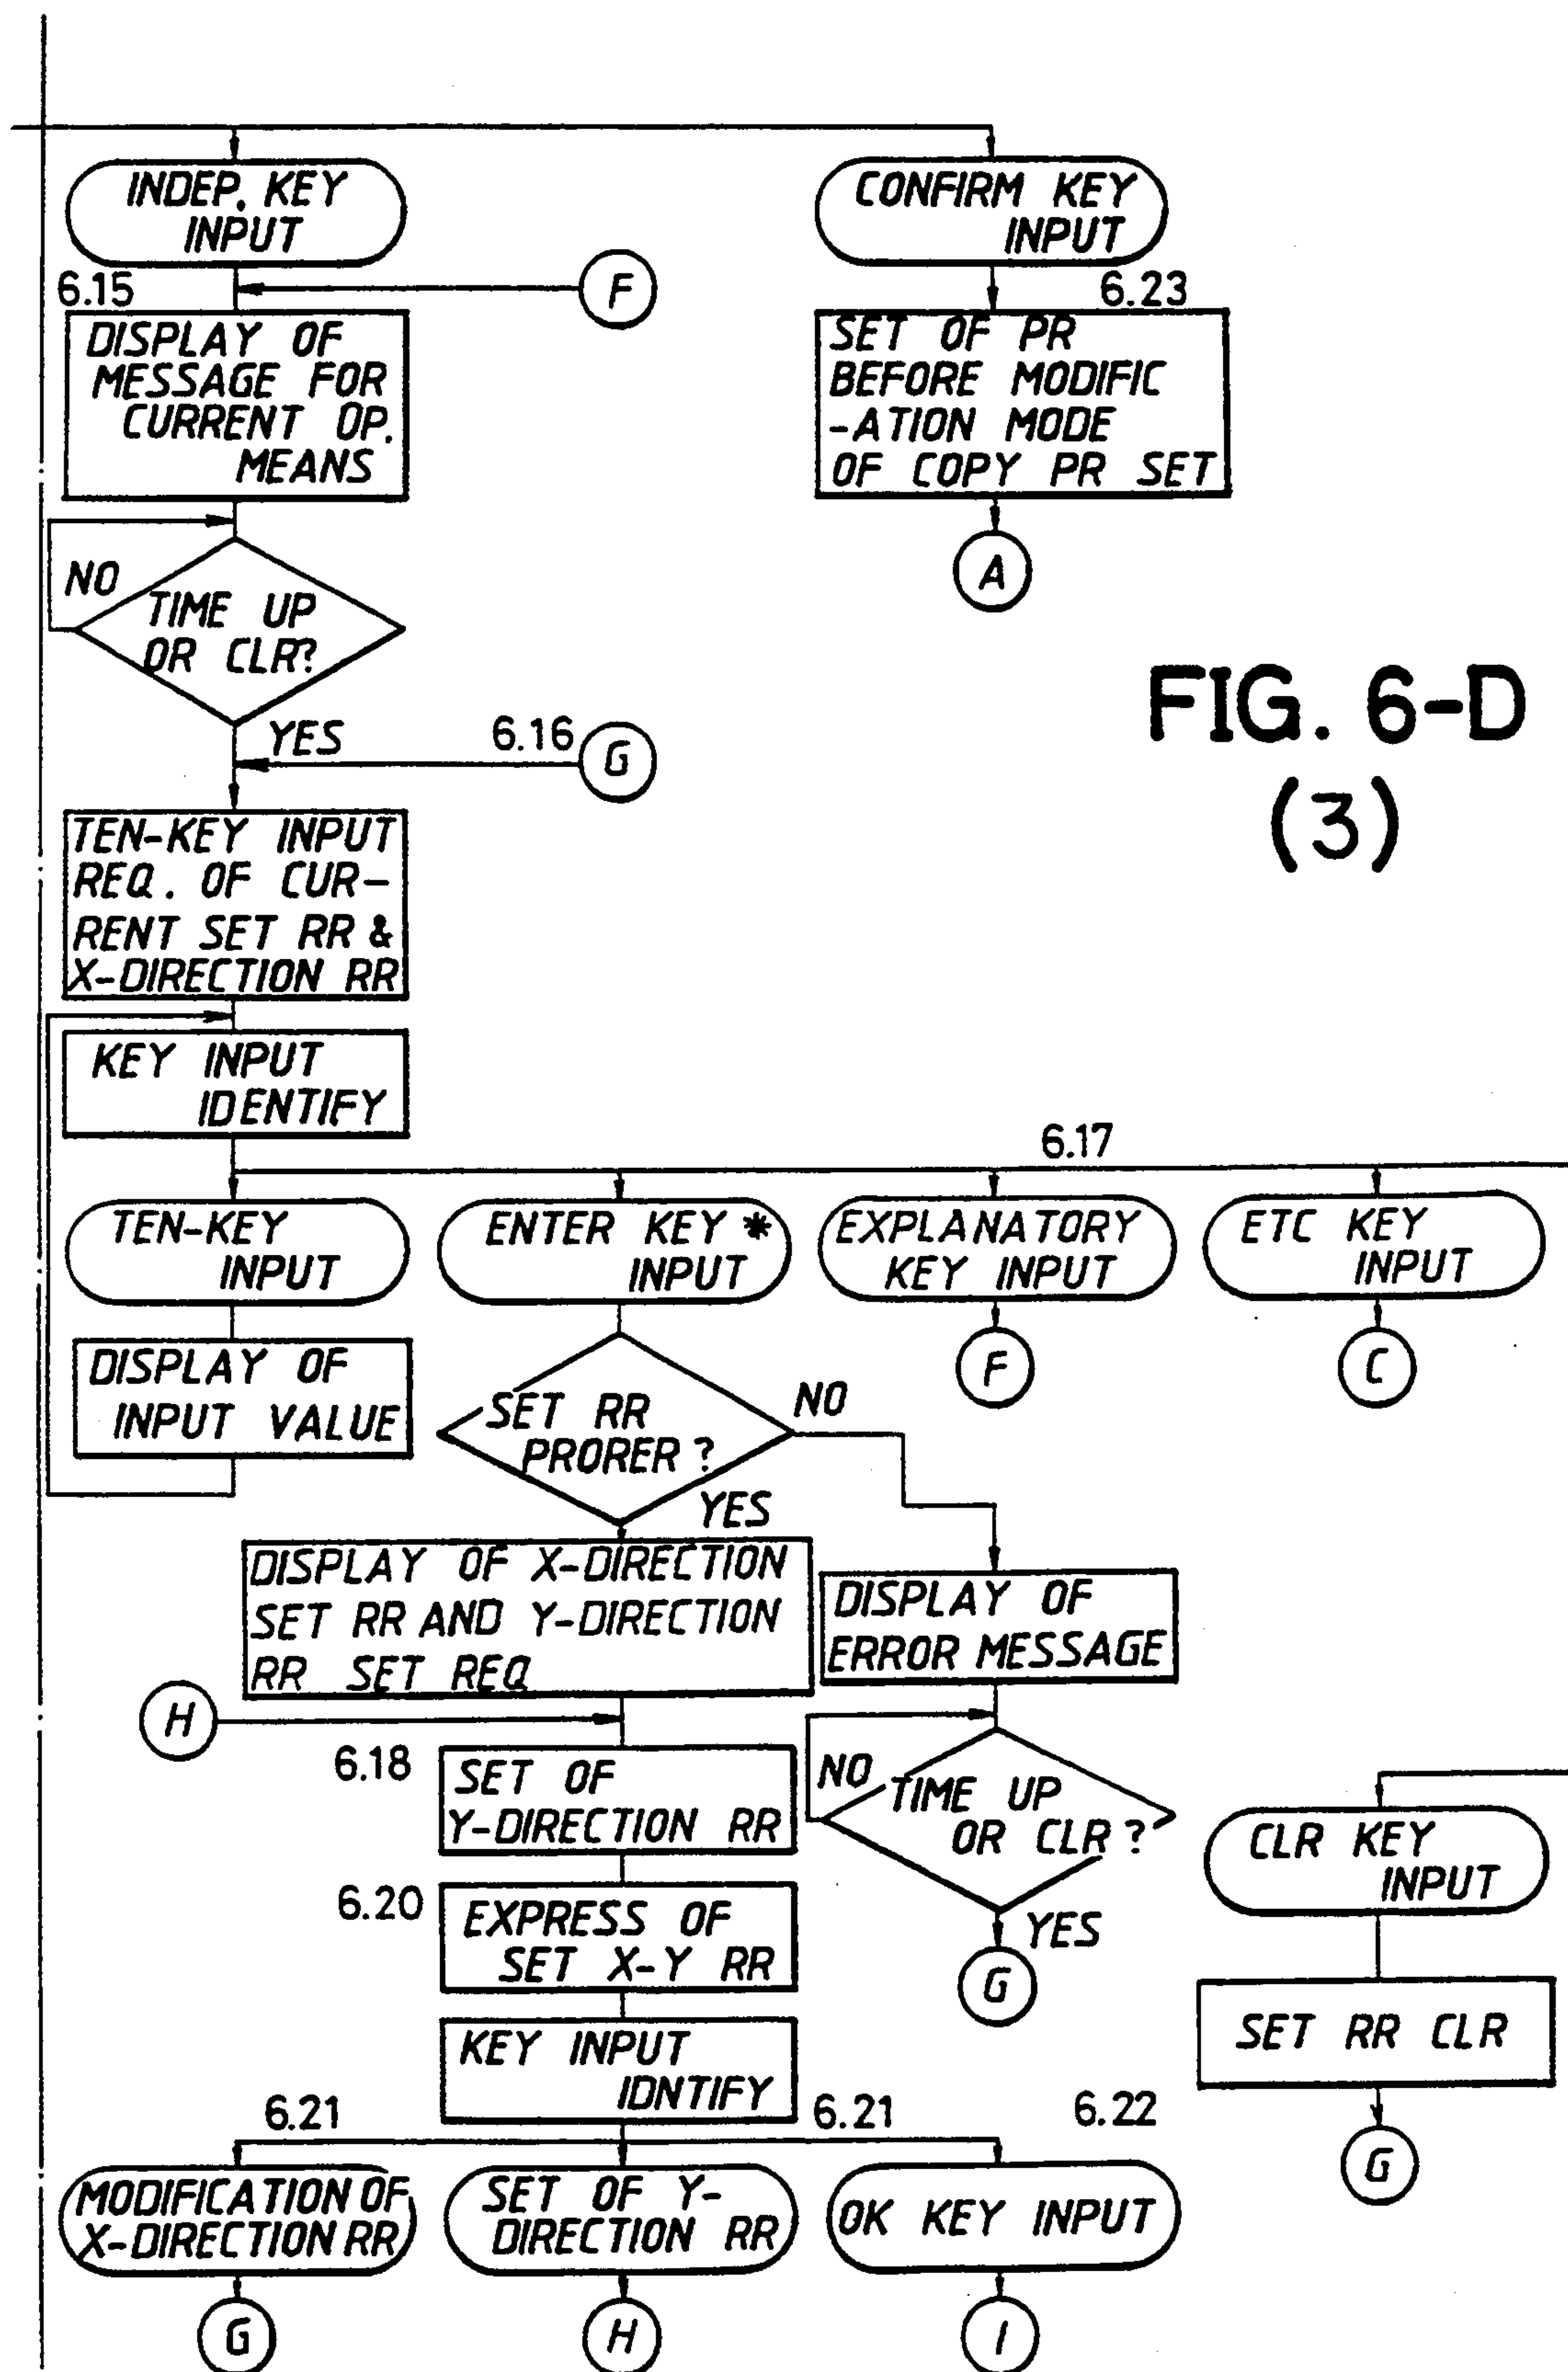 INDEP. KEY
INPUT
CONFIRM KEY
INPUT
6.15
F
6.23
DISPLAY OF
MESSAGE FOR
CURRENT OP.
MEANS
SET OF PR
BEFORE MODIFIC
-ATION MODE
OF COPY PR SET
A
NO
TIME UP
OR CLR?
YES
6.16
G
FIG. 6-D
(3)
TEN-KEY INPUT
REQ. OF CUR-
RENT SET RR &
X-DIRECTION RR
KEY INPUT
IDENTIFY
6.17
TEN-KEY
INPUT
ENTER KEY *
INPUT
EXPLANATORY
KEY INPUT
ETC KEY
INPUT
DISPLAY OF
INPUT VALUE
SET RR
PRORER ?
NO
YES
F
C
DISPLAY OF X-DIRECTION
SET RR AND Y-DIRECTION
RR SET REQ
DISPLAY OF
ERROR MESSAGE
H
6.18
SET OF
Y-DIRECTION RR
NO
TIME UP
OR CLR ?
YES
G
CLR KEY
INPUT
6.20
EXPRESS OF
SET X-Y RR
SET RR CLR
G
KEY INPUT
IDNTIFY
6.21
6.21
6.22
MODIFICATION OF
X-DIRECTION RR
SET OF Y-
DIRECTION RR
OK KEY INPUT
G
H
I